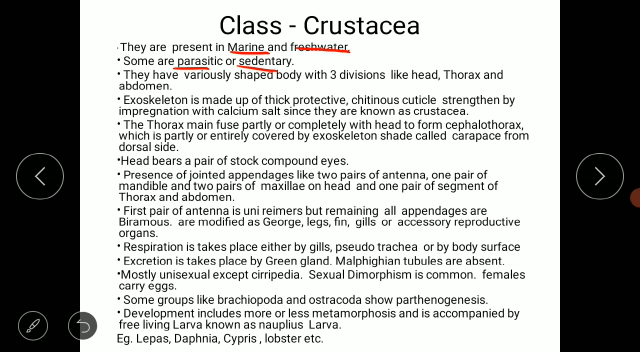 Class - Crustacea
• They are present in Marine and freshwater.
• Some are parasitic or sedentary.
• They have variously shaped body with 3 divisions like head, Thorax and
abdomen.
• Exoskeleton is made up of thick protective, chitinous cuticle strengthen by
impregnation with calcium salt since they are known as crustacea.
• The Thorax main fuse partly or completely with head to form cephalothorax,
which is partly or entirely covered by exoskeleton shade called carapace from
dorsal side.
•Head bears a pair of stock compound eyes.
• Presence of jointed appendages like two pairs of antenna, one pair of
mandible and two pairs of maxillae on head and one pair of segment of
Thorax and abdomen.
• First pair of antenna is uni reimers but remaining all appendages are
Biramous. are modified as George, legs, fin, gills or accessory reproductive
organs.
• Respiration is takes place either by gills, pseudo trachea or by body surface
• Excretion is takes place by Green gland. Malphighian tubules are absent.
•Mostly unisexual except cirripedia. Sexual Dimorphism is common. females
carry eggs.
• Some groups like brachiopoda and ostracoda show parthenogenesis.
• Development includes more or less metamorphosis and is accompanied by
free living Larva known as nauplius Larva.
Eg. Lepas, Daphnia, Cypris , lobster etc.